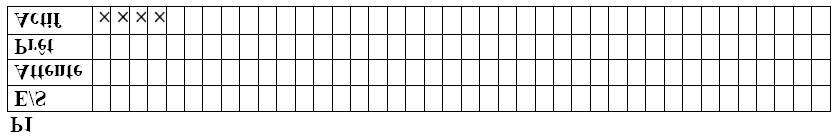 Actif × × × ×
Prêt
Attente
E/S
P1